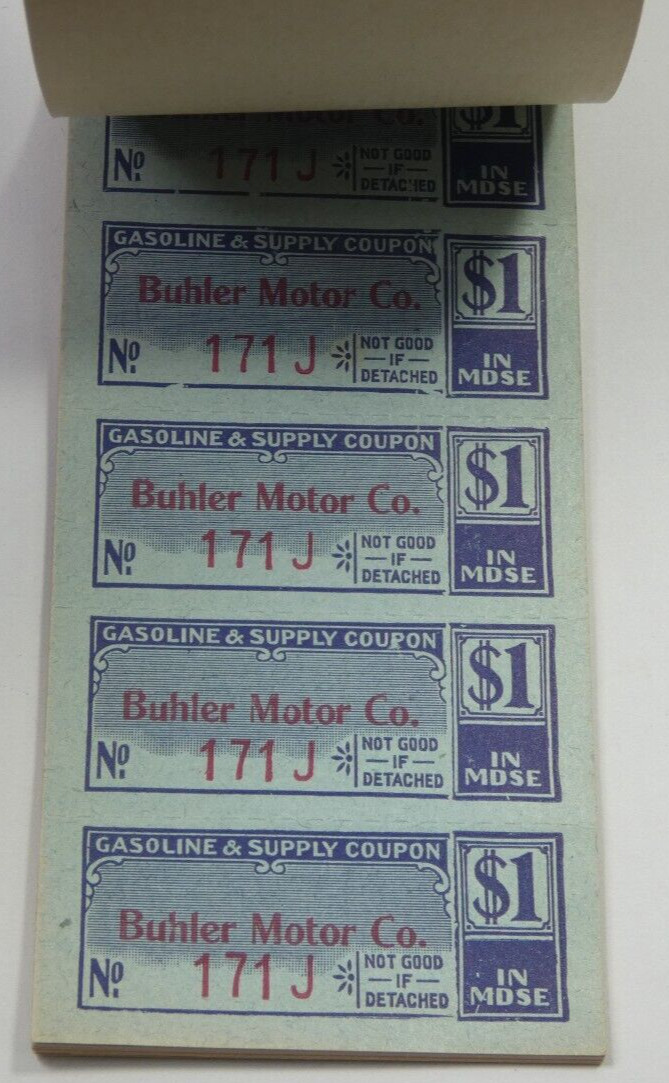 Motor Co. $1
No. 171 J NOT GOOD
IF
DETACHED
IN
MDSE
GASOLINE & SUPPLY COUPON
Buhler Motor Co. $1
No. 171 J NOT GOOD
IF
DETACHED
IN
MDSE
GASOLINE & SUPPLY COUPON
Buhler Motor Co. $1
No. 171 J NOT GOOD
IF
DETACHED
IN
MDSE
GASOLINE & SUPPLY COUPON
Buhler Motor Co. $1
No. 171 J NOT GOOD
IF
DETACHED
IN
MDSE
GASOLINE & SUPPLY COUPON
Buhler Motor Co. $1
No. 171 J NOT GOOD
IF
DETACHED
IN
MDSE